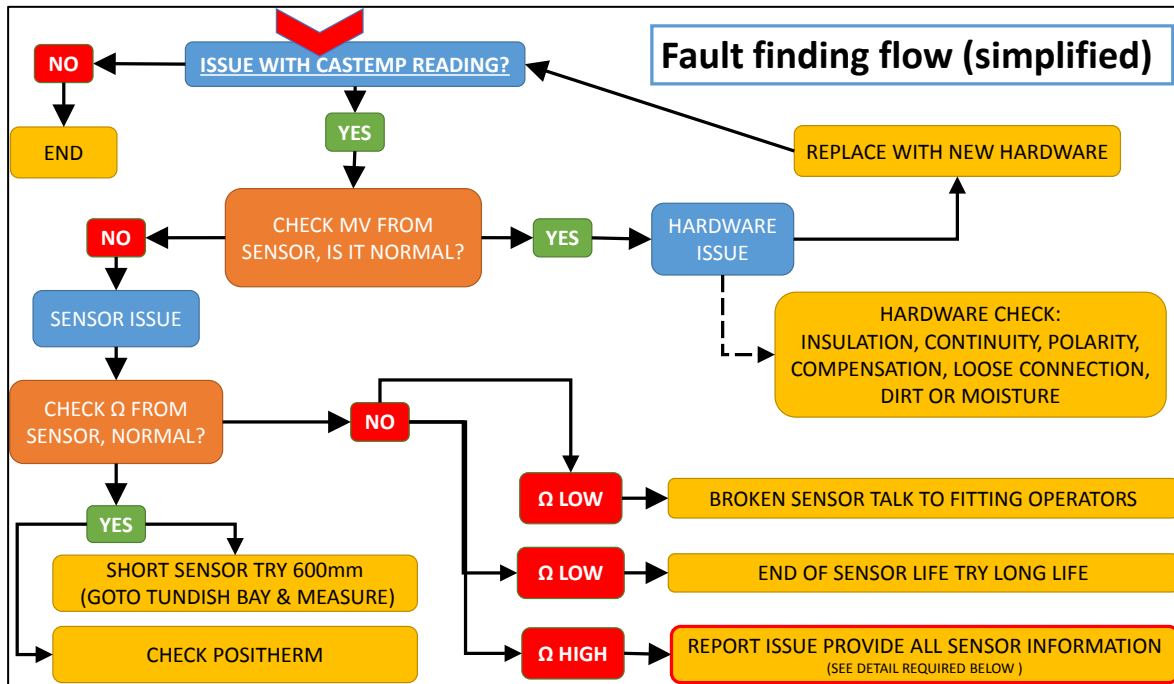 Fault finding flow (simplified)
NO
ISSUE WITH CASTEMP READING?
END
YES
REPLACE WITH NEW HARDWARE
NO
CHECK MV FROM
SENSOR, IS IT NORMAL?
YES
HARDWARE
ISSUE
SENSOR ISSUE
HARDWARE CHECK:
INSULATION, CONTINUITY, POLARITY,
COMPENSATION, LOOSE CONNECTION,
DIRT OR MOISTURE
CHECK Ω FROM
SENSOR, NORMAL?
NO
YES
Ω LOW
BROKEN SENSOR TALK TO FITTING OPERATORS
SHORT SENSOR TRY 600mm
(GOTO TUNDISH BAY & MEASURE)
Ω LOW
END OF SENSOR LIFE TRY LONG LIFE
CHECK POSITHERM
Ω HIGH
REPORT ISSUE PROVIDE ALL SENSOR INFORMATION
(SEE DETAIL REQUIRED BELOW )